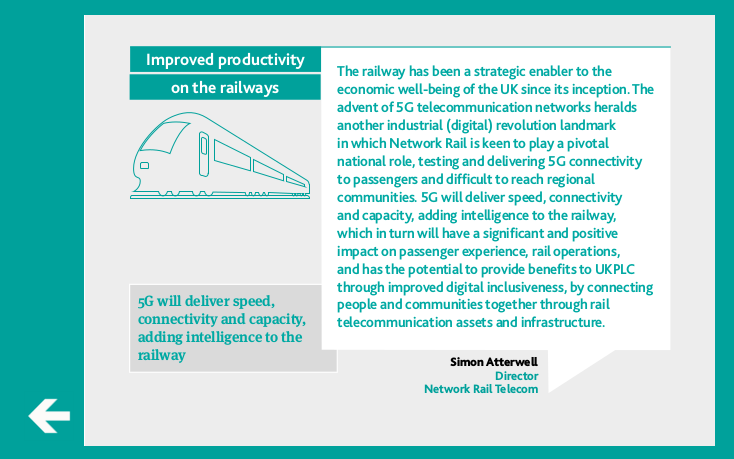 Improved productivity
on the railways
The railway has been a strategic enabler to the
economic well-being of the UK since its inception. The
advent of 5G telecommunication networks heralds
another industrial (digital) revolution landmark
in which Network Rail is keen to play a pivotal
national role, testing and delivering 5G connectivity
to passengers and difficult to reach regional
communities. 5G will deliver speed, connectivity
and capacity, adding intelligence to the railway,
which in turn will have a significant and positive
impact on passenger experience, rail operations,
and has the potential to provide benefits to UKPLC
through improved digital inclusiveness, by connecting
people and communities together through rail
telecommunication assets and infrastructure.
5G will deliver speed,
connectivity and capacity,
adding intelligence to the
railway
Simon Atterwell
Director
Network Rail Telecom